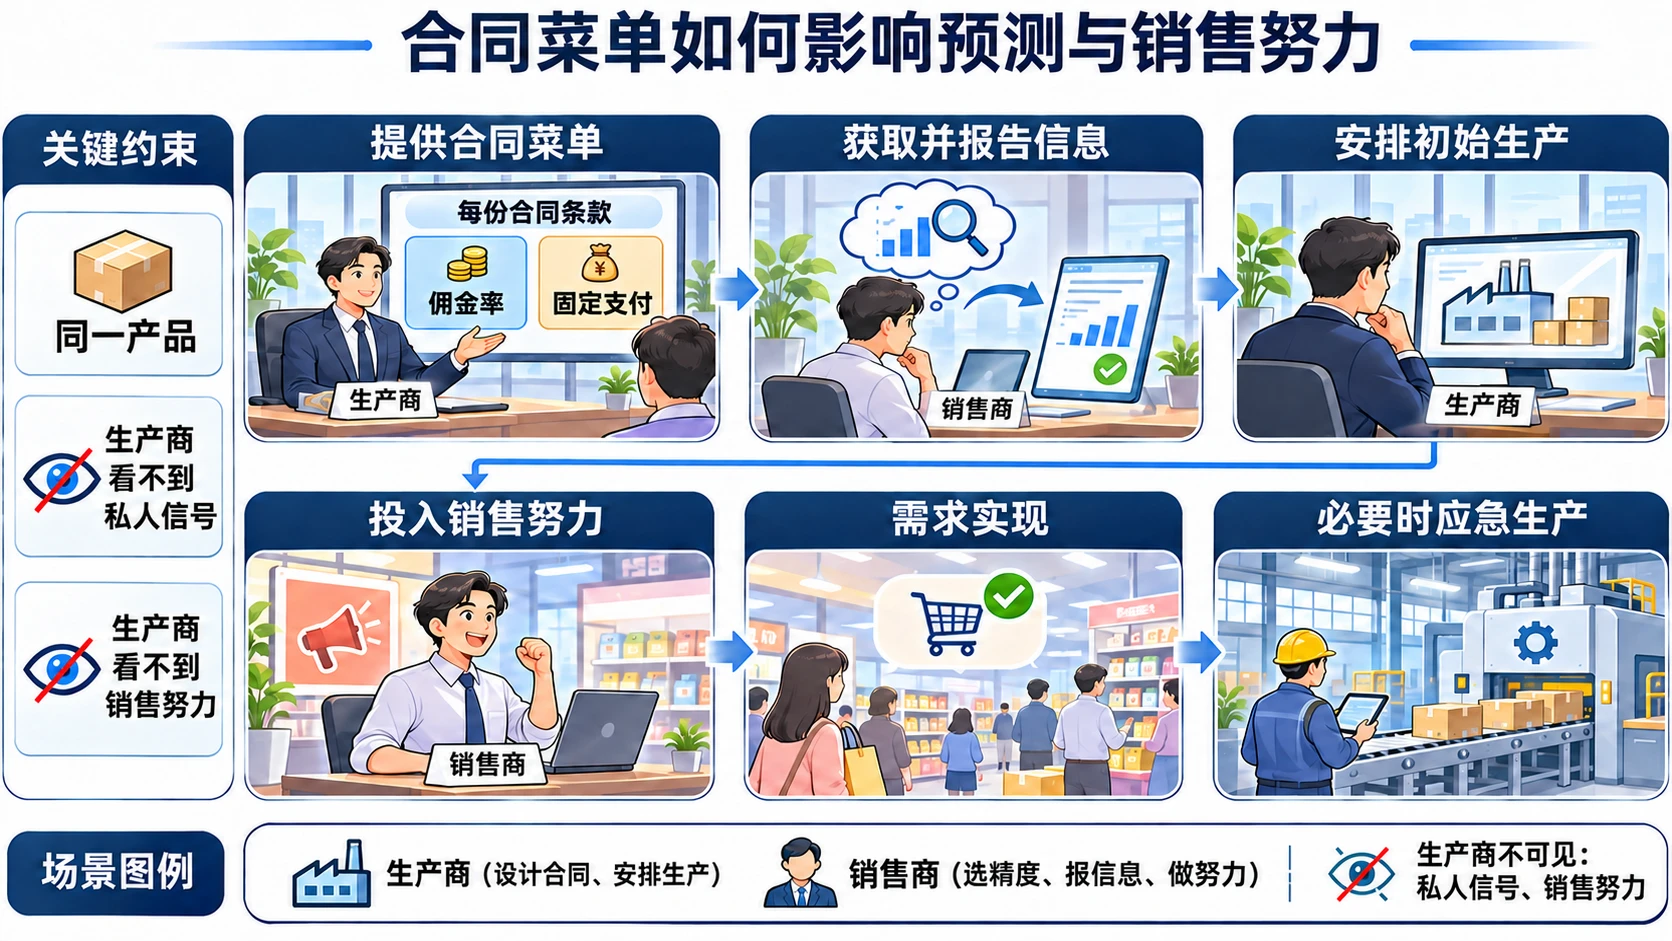 合同菜单如何影响预测与销售努力
关键约束
同一产品
生产商
看不到
私人信号
生产商
看不到
销售努力
提供合同菜单
每份合同条款
佣金率
固定支付
生产商
获取并报告信息
销售商
安排初始生产
生产商
投入销售努力
销售商
需求实现
必要时应急生产
场景图例
生产商（设计合同、安排生产）
销售商（选精度、报信息、做努力）
生产商不可见：
私人信号、销售努力